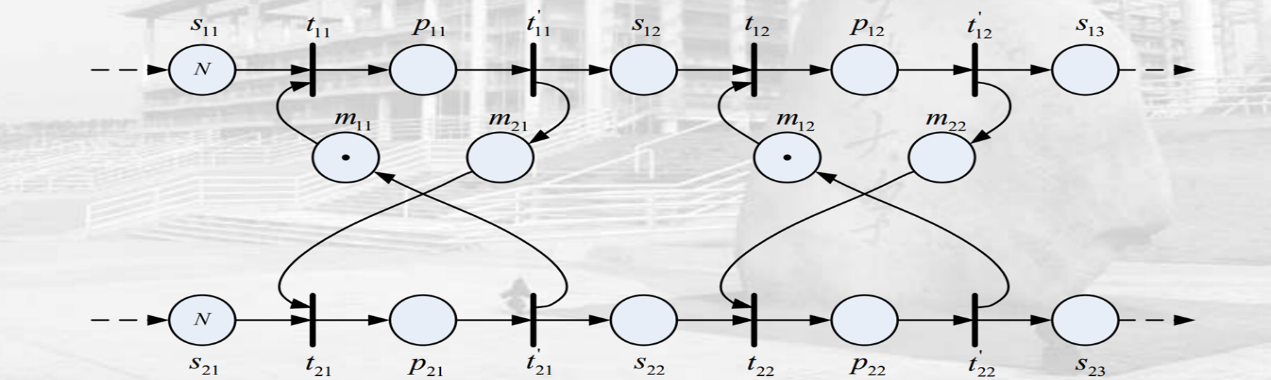 s₁₁ t₁₁ p₁₁ t'₁₁ s₁₂ t₁₂ p₁₂ t'₁₂ s₁₃
N
m₁₁ m₂₁ m₁₂ m₂₂
N
s₂₁ t₂₁ p₂₁ t'₂₁ s₂₂ t₂₂ p₂₂ t'₂₂ s₂₃